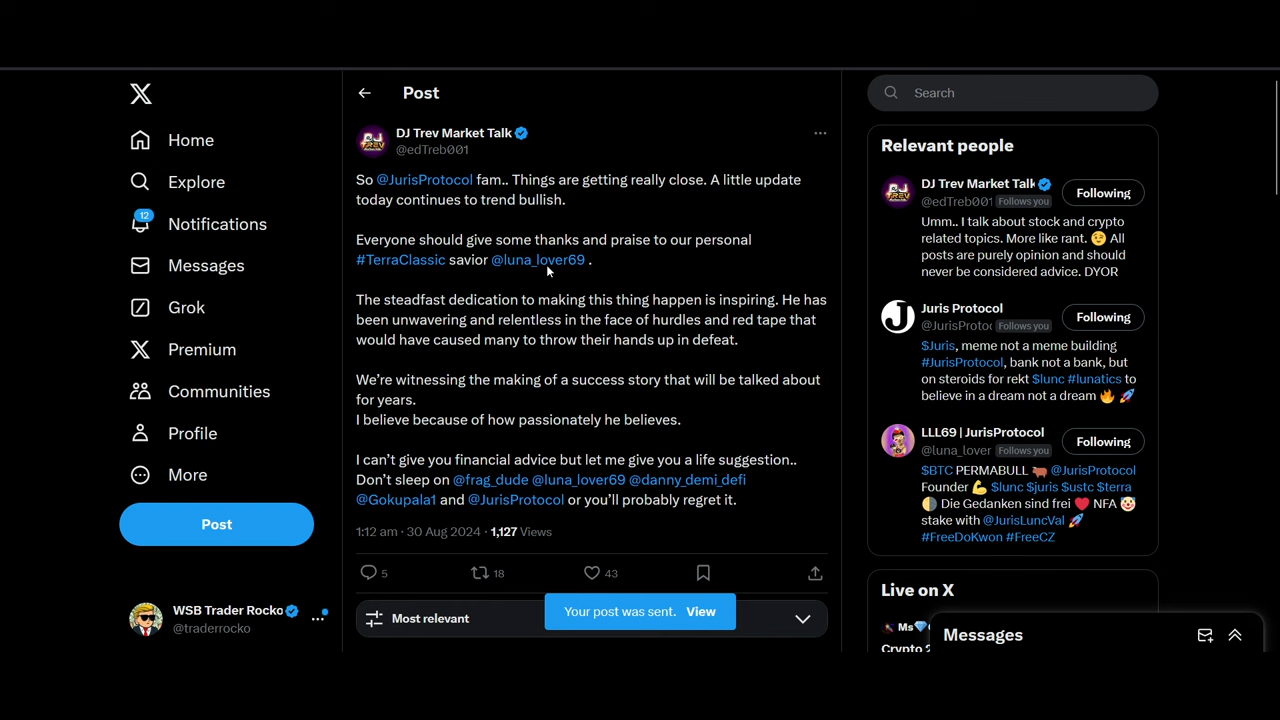 Home
Explore
12
Notifications
Messages
Grok
Premium
Communities
Profile
More
Post
WSB Trader Rocko
@traderrocko
Post
DJ Trev Market Talk
@edTreb001
So @JurisProtocol fam.. Things are getting really close. A little update
today continues to trend bullish.
Everyone should give some thanks and praise to our personal
#TerraClassic savior @luna_lover69 .
The steadfast dedication to making this thing happen is inspiring. He has
been unwavering and relentless in the face of hurdles and red tape that
would have caused many to throw their hands up in defeat.
We're witnessing the making of a success story that will be talked about
for years.
I believe because of how passionately he believes.
I can't give you financial advice but let me give you a life suggestion..
Don't sleep on @frag_dude @luna_lover69 @danny_demi_defi
@Gokupala1 and @JurisProtocol or you'll probably regret it.
1:12 am · 30 Aug 2024 · 1,127 Views
5 18 43
Most relevant
Your post was sent. View
Search
Relevant people
DJ Trev Market Talk
@edTreb001 Follows you
Following
Umm.. I talk about stock and crypto
related topics. More like rant. 😉 All
posts are purely opinion and should
never be considered advice. DYOR
Juris Protocol
@JurisProtoc Follows you
Following
$Juris, meme not a meme building
#JurisProtocol, bank not a bank, but
on steroids for rekt $lunc #lunatics to
believe in a dream not a dream 🔥 🚀
LLL69 | JurisProtocol
@luna_lover Follows you
Following
$BTC PERMABULL 🐂 @JurisProtocol
Founder 💪 $lunc $juris $ustc $terra
🌗 Die Gedanken sind frei ❤️ NFA 🤡
stake with @JurisLuncVal 🚀
#FreeDoKwon #FreeCZ
Live on X
Ms💎
Crypto 2
Messages